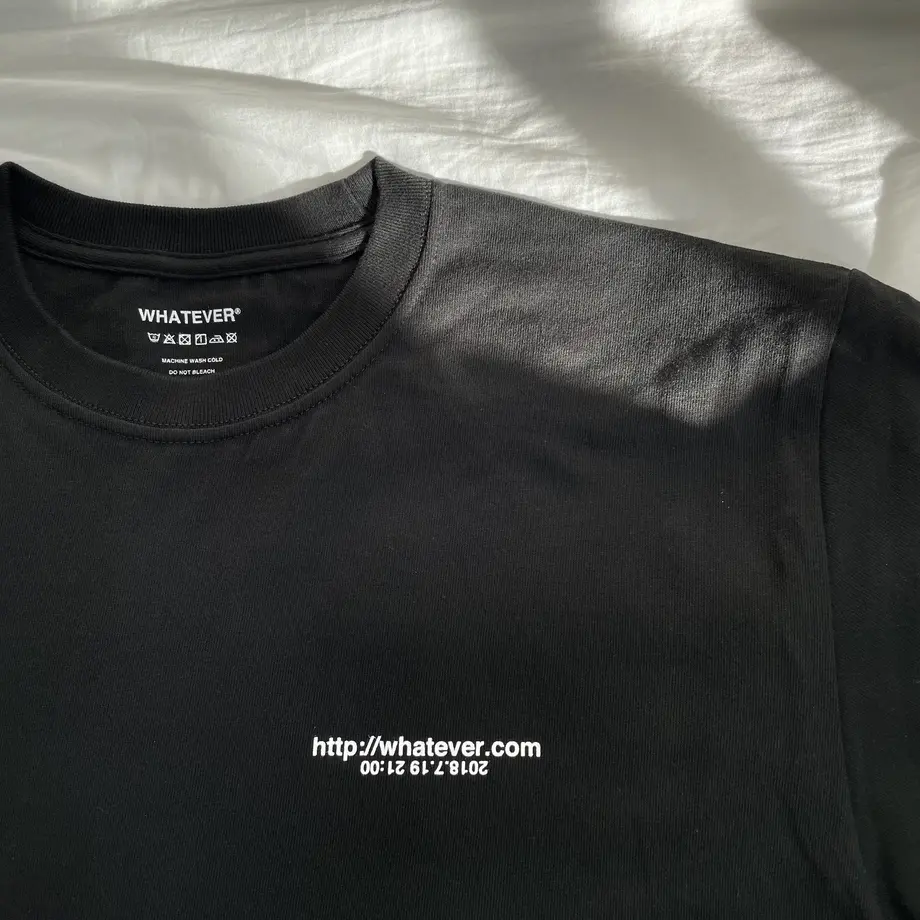 WHATEVER®
MACHINE WASH COLD
DO NOT BLEACH
http://whatever.com
2018.7.19 21:00